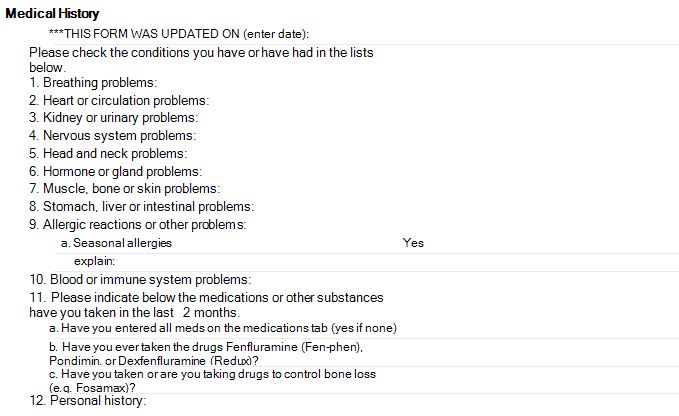 Medical History
***THIS FORM WAS UPDATED ON (enter date):
Please check the conditions you have or have had in the lists
below.
1. Breathing problems:
2. Heart or circulation problems:
3. Kidney or urinary problems:
4. Nervous system problems:
5. Head and neck problems:
6. Hormone or gland problems:
7. Muscle, bone or skin problems:
8. Stomach, liver or intestinal problems:
9. Allergic reactions or other problems:
a. Seasonal allergies Yes
explain:
10. Blood or immune system problems:
11. Please indicate below the medications or other substances
have you taken in the last 2 months.
a. Have you entered all meds on the medications tab (yes if none)
b. Have you ever taken the drugs Fenfluramine (Fen-phen),
Pondimin, or Dexfenfluramine (Redux)?
c. Have you taken or are you taking drugs to control bone loss
(e.g. Fosamax)?
12. Personal history: